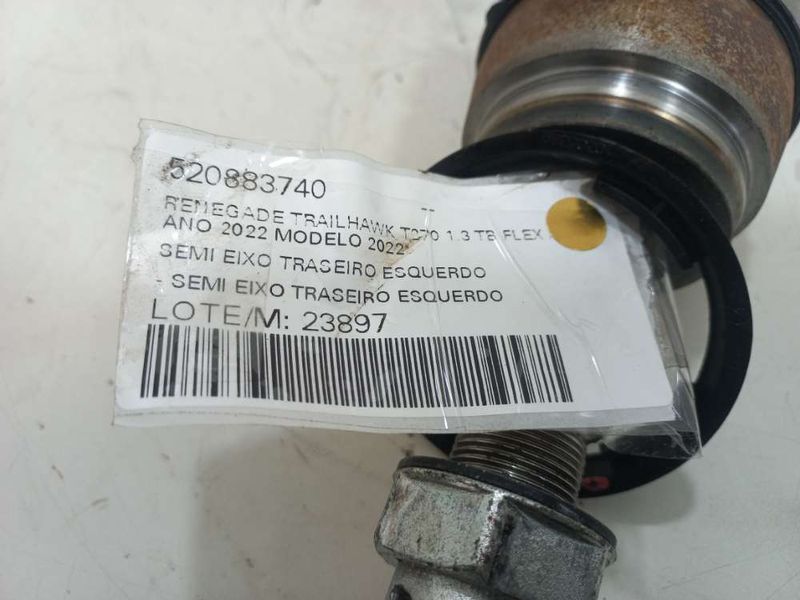 520883740
RENEGADE TRAILHAWK T270 1.3 TB FLEX
ANO 2022 MODELO 2022
SEMI EIXO TRASEIRO ESQUERDO
- SEMI EIXO TRASEIRO ESQUERDO
LOTE/M: 23897